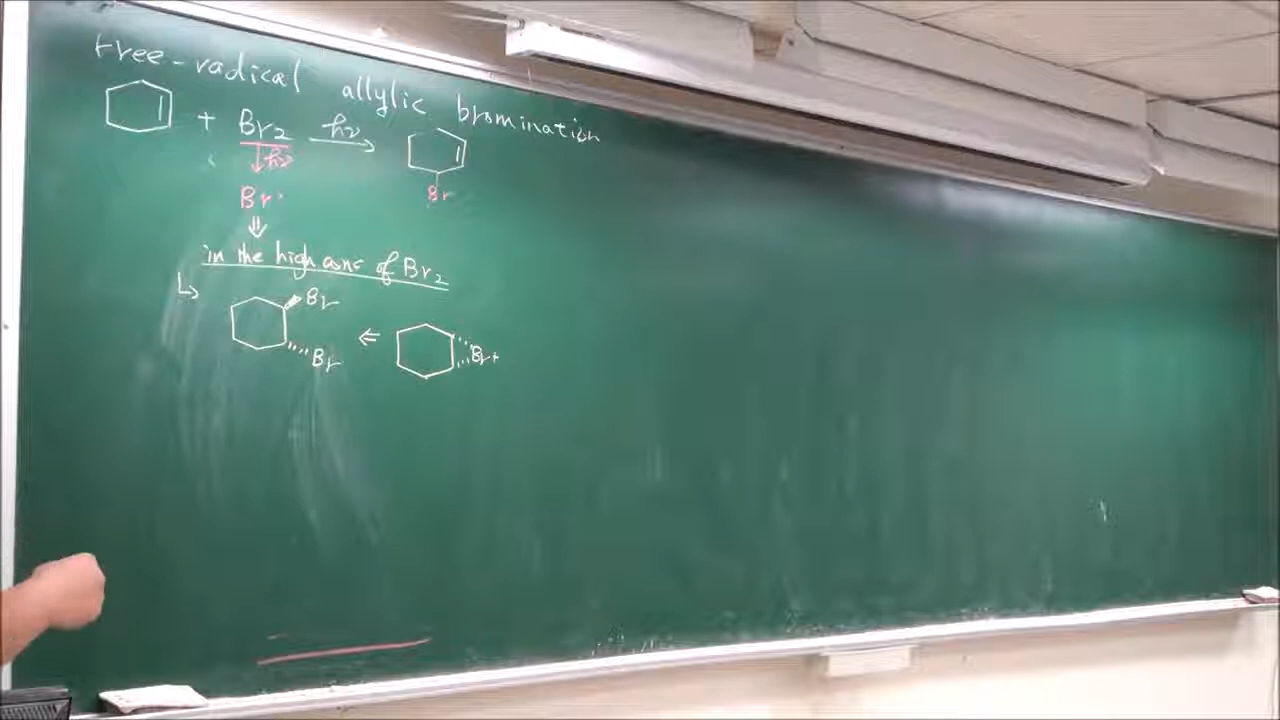 Free-radical allylic bromination
+ Br2 hν
hν
Br
Br·
⇓
in the high conc of Br2
↳
Br
⇐
Br
Br+